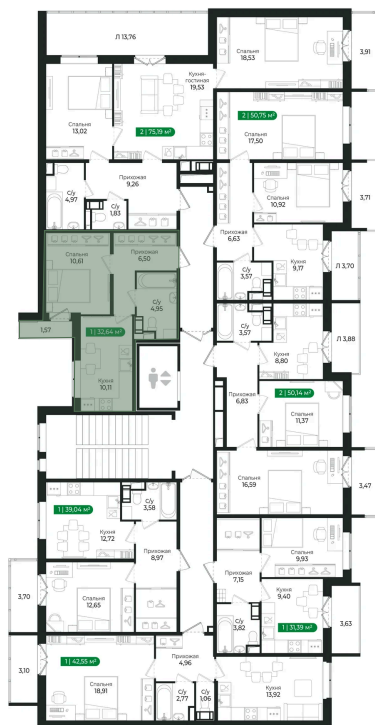 Л 13,76
Спальня
18,53
3,91
Кухня-
гостиная
19,53
Спальня
13,02
2 | 75,19 м²
2 | 50,75 м²
Спальня
17,50
Прихожая
9,26
С/у
4,97
С/у
1,83
Спальня
10,92
3,71
Прихожая
6,63
Спальня
10,61
Прихожая
6,50
С/у
3,57
Кухня
9,17
Л 3,70
С/у
4,95
1,57
1 | 32,64 м²
Кухня
10,11
С/у
3,57
Кухня
8,80
Л 3,88
Прихожая
6,83
2 | 50,14 м²
Спальня
11,37
Спальня
16,59
3,47
1 | 39,04 м²
Кухня
12,72
С/у
3,58
Прихожая
8,97
Спальня
9,93
Прихожая
7,15
Кухня
9,40
3,70
Спальня
12,65
С/у
3,82
1 | 31,39 м²
3,63
3,10
1 | 42,55 м²
Спальня
18,91
Прихожая
4,96
С/у
2,77
С/у
1,06
Кухня
13,92